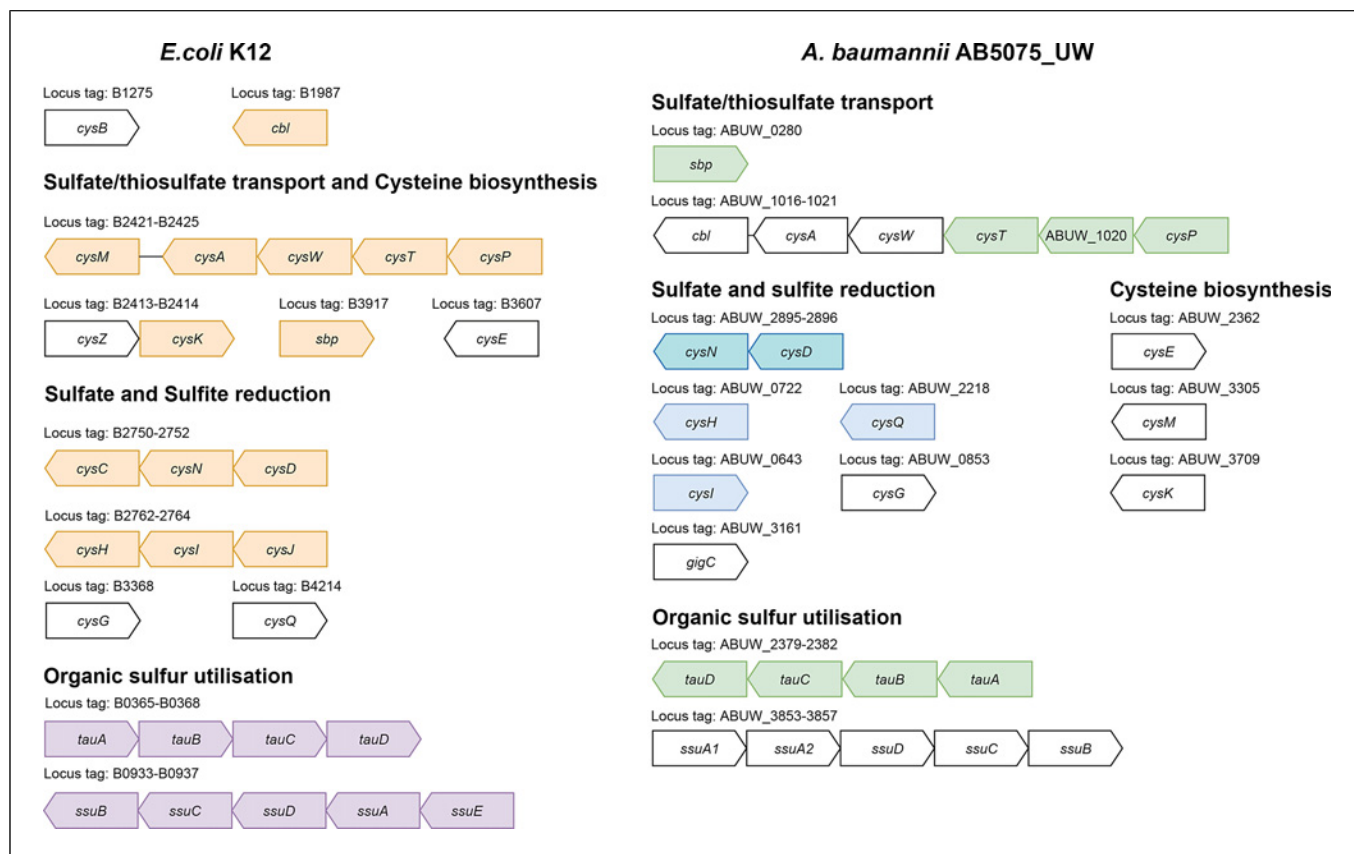 E.coli K12
Locus tag: B1275 Locus tag: B1987
cysB cbl
Sulfate/thiosulfate transport and Cysteine biosynthesis
Locus tag: B2421-B2425
cysM cysA cysW cysT cysP
Locus tag: B2413-B2414 Locus tag: B3917 Locus tag: B3607
cysZ cysK sbp cysE
Sulfate and Sulfite reduction
Locus tag: B2750-2752
cysC cysN cysD
Locus tag: B2762-2764
cysH cysI cysJ
Locus tag: B3368 Locus tag: B4214
cysG cysQ
Organic sulfur utilisation
Locus tag: B0365-B0368
tauA tauB tauC tauD
Locus tag: B0933-B0937
ssuB ssuC ssuD ssuA ssuE
A. baumannii AB5075_UW
Sulfate/thiosulfate transport
Locus tag: ABUW_0280
sbp
Locus tag: ABUW_1016-1021
cbl cysA cysW cysT ABUW_1020 cysP
Sulfate and sulfite reduction
Locus tag: ABUW_2895-2896
cysN cysD
Locus tag: ABUW_0722 Locus tag: ABUW_2218
cysH cysQ
Locus tag: ABUW_0643 Locus tag: ABUW_0853
cysI cysG
Locus tag: ABUW_3161
gigC
Cysteine biosynthesis
Locus tag: ABUW_2362
cysE
Locus tag: ABUW_3305
cysM
Locus tag: ABUW_3709
cysK
Organic sulfur utilisation
Locus tag: ABUW_2379-2382
tauD tauC tauB tauA
Locus tag: ABUW_3853-3857
ssuA1 ssuA2 ssuD ssuC ssuB